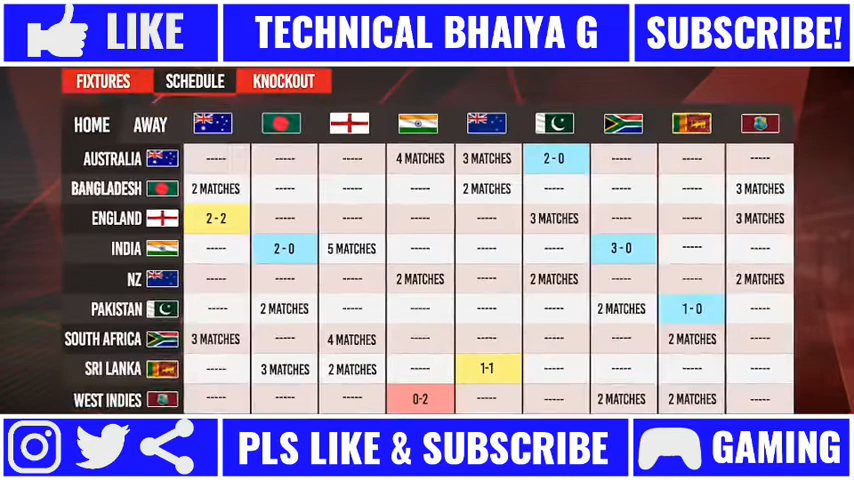 LIKE TECHNICAL BHAIYA G SUBSCRIBE!
FIXTURES SCHEDULE KNOCKOUT
HOME AWAY
AUSTRALIA ----- ----- ----- 4 MATCHES 3 MATCHES 2 - 0 ----- ----- -----
BANGLADESH 2 MATCHES ----- ----- ----- 2 MATCHES ----- ----- ----- 3 MATCHES
ENGLAND 2 - 2 ----- ----- ----- ----- 3 MATCHES ----- ----- 3 MATCHES
INDIA ----- 2 - 0 5 MATCHES ----- ----- ----- 3 - 0 ----- -----
NZ ----- ----- ----- 2 MATCHES ----- 2 MATCHES ----- ----- 2 MATCHES
PAKISTAN ----- 2 MATCHES ----- ----- ----- ----- 2 MATCHES 1 - 0 -----
SOUTH AFRICA 3 MATCHES ----- 4 MATCHES ----- ----- ----- ----- 2 MATCHES -----
SRI LANKA ----- 3 MATCHES 2 MATCHES ----- 1-1 ----- ----- ----- -----
WEST INDIES ----- ----- ----- 0-2 ----- ----- 2 MATCHES 2 MATCHES -----
PLS LIKE & SUBSCRIBE GAMING